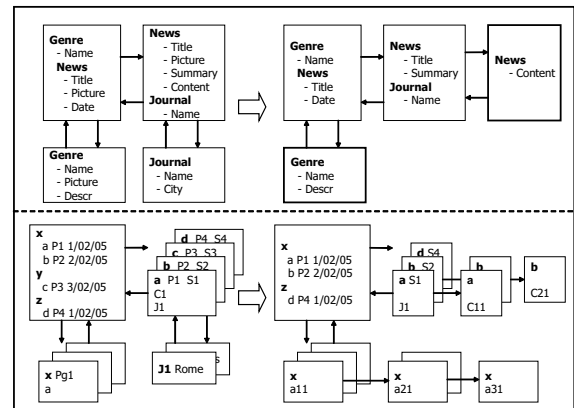 Genre
- Name
News
- Title
- Picture
- Date
News
- Title
- Picture
- Summary
- Content
Journal
- Name
Genre
- Name
- Picture
- Descr
Journal
- Name
- City
Genre
- Name
News
- Title
- Date
News
- Title
- Summary
Journal
- Name
News
- Content
Genre
- Name
- Descr
x
a P1 1/02/05
b P2 2/02/05
y
c P3 3/02/05
z
d P4 1/02/05
d P4 S4
c P3 S3
b P2 S2
a P1 S1
C1
J1
x Pg1
a
J1 Rome
s
x
a P1 1/02/05
b P2 2/02/05
z
d P4 1/02/05
d S4
b S2
a S1
J1
b
a
C11
b
C21
x
a11
x
a21
x
a31